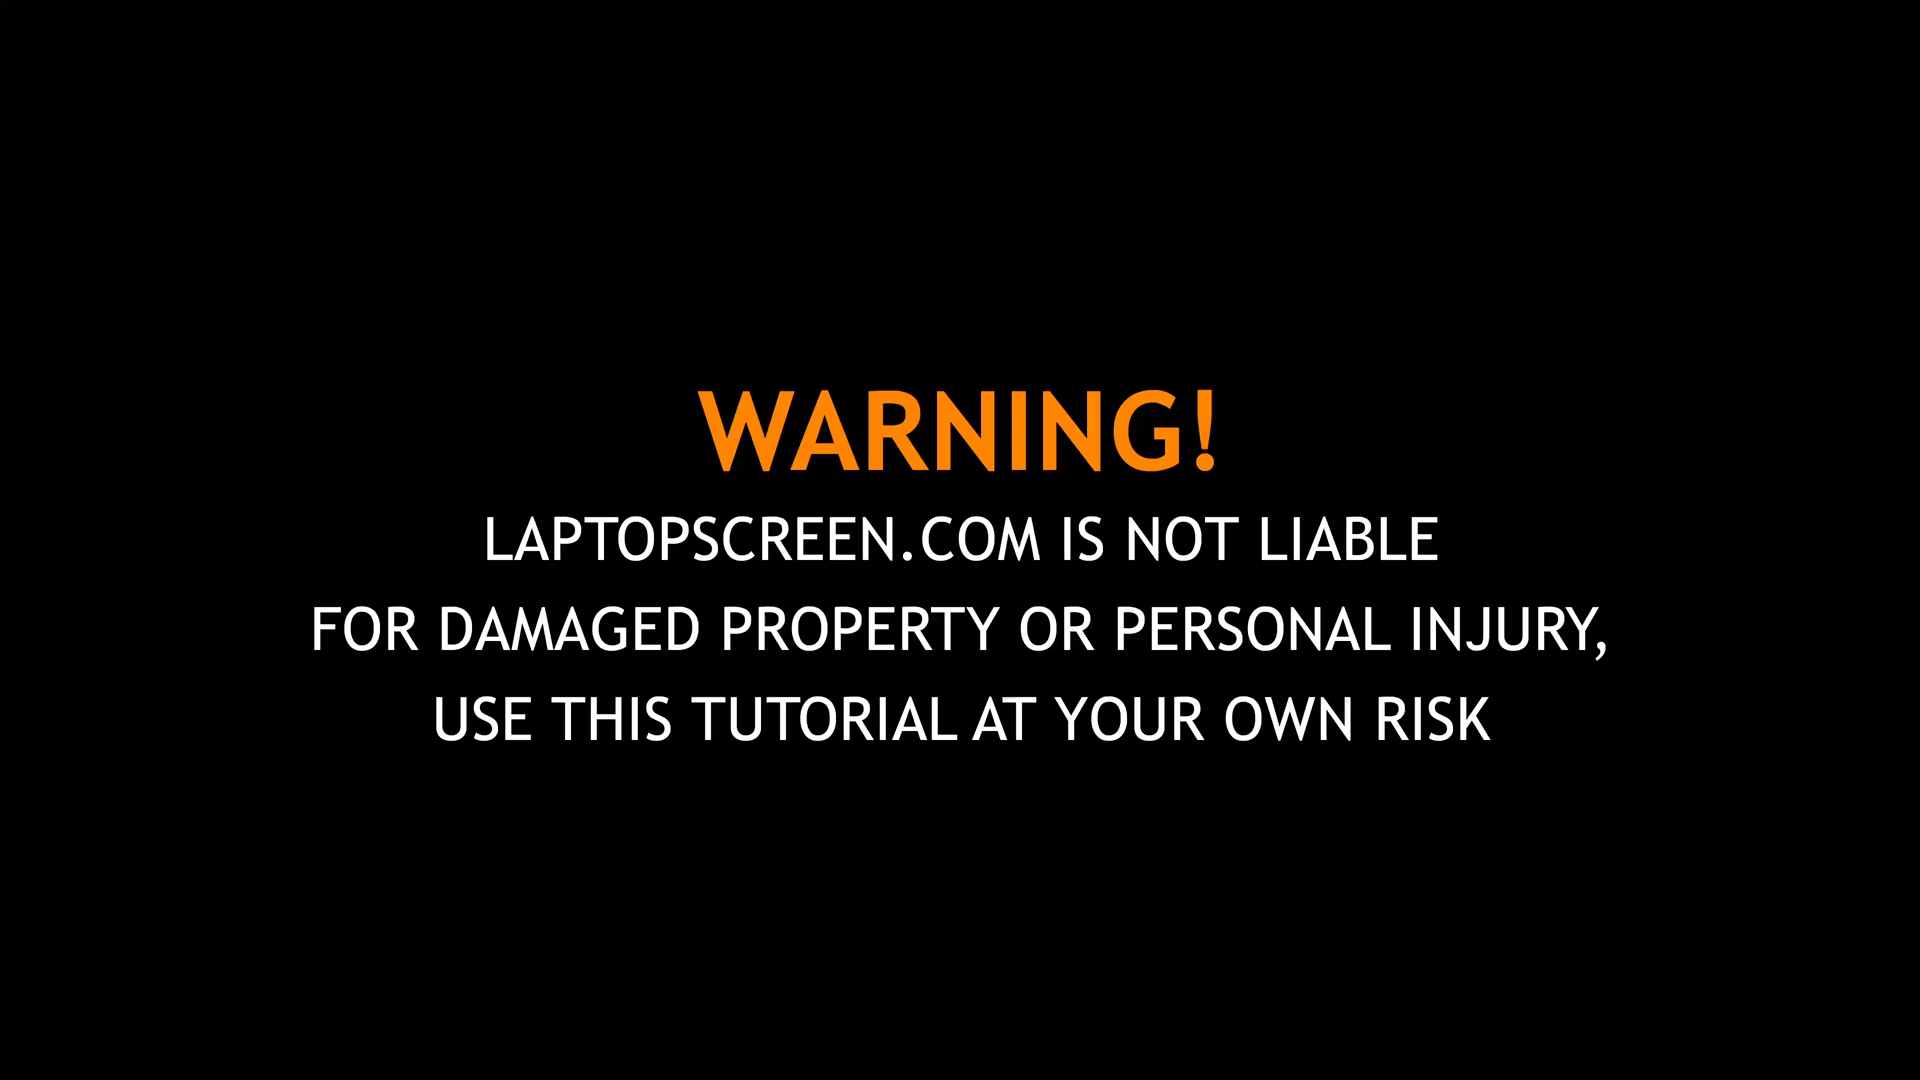 WARNING!
LAPTOPSCREEN.COM IS NOT LIABLE
FOR DAMAGED PROPERTY OR PERSONAL INJURY,
USE THIS TUTORIAL AT YOUR OWN RISK